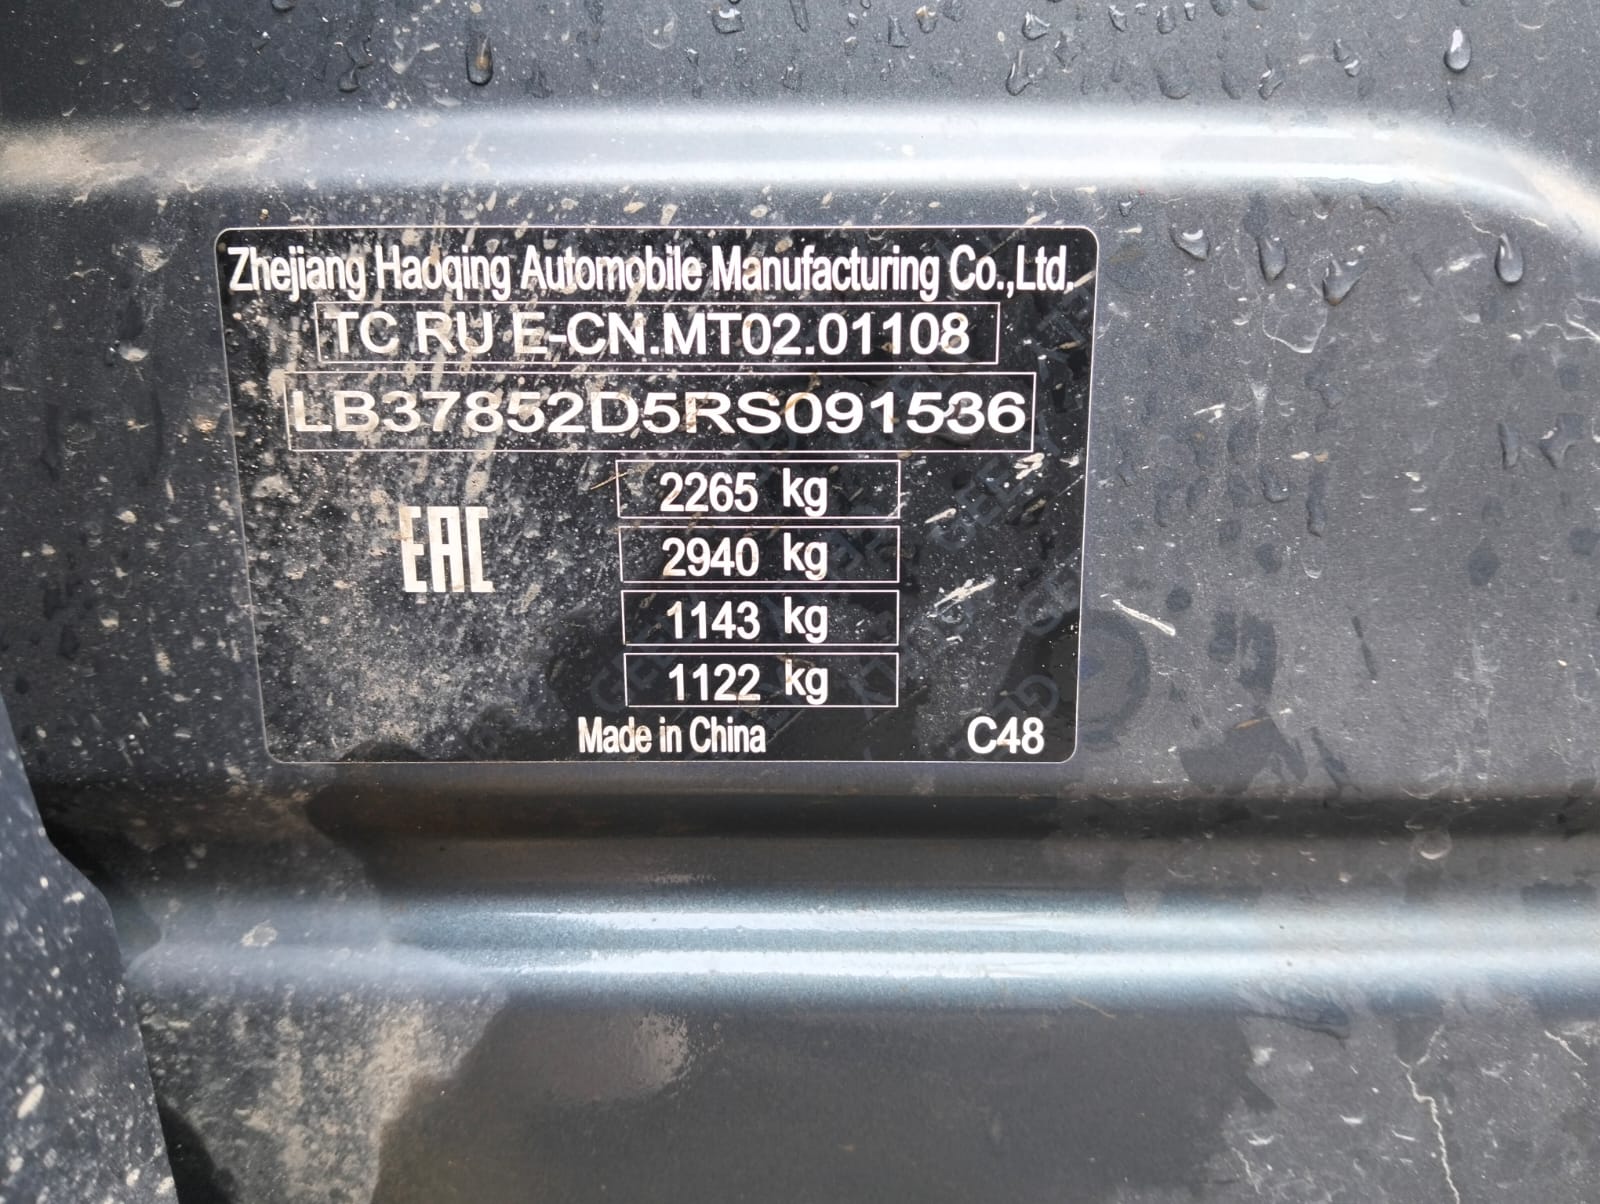 Zhejiang Haoqing Automobile Manufacturing Co.,Ltd.
TC RU E-CN.MT02.01108
LB37852D5RS091536
2265 kg
EAC
2940 kg
1143 kg
1122 kg
Made in China
C48